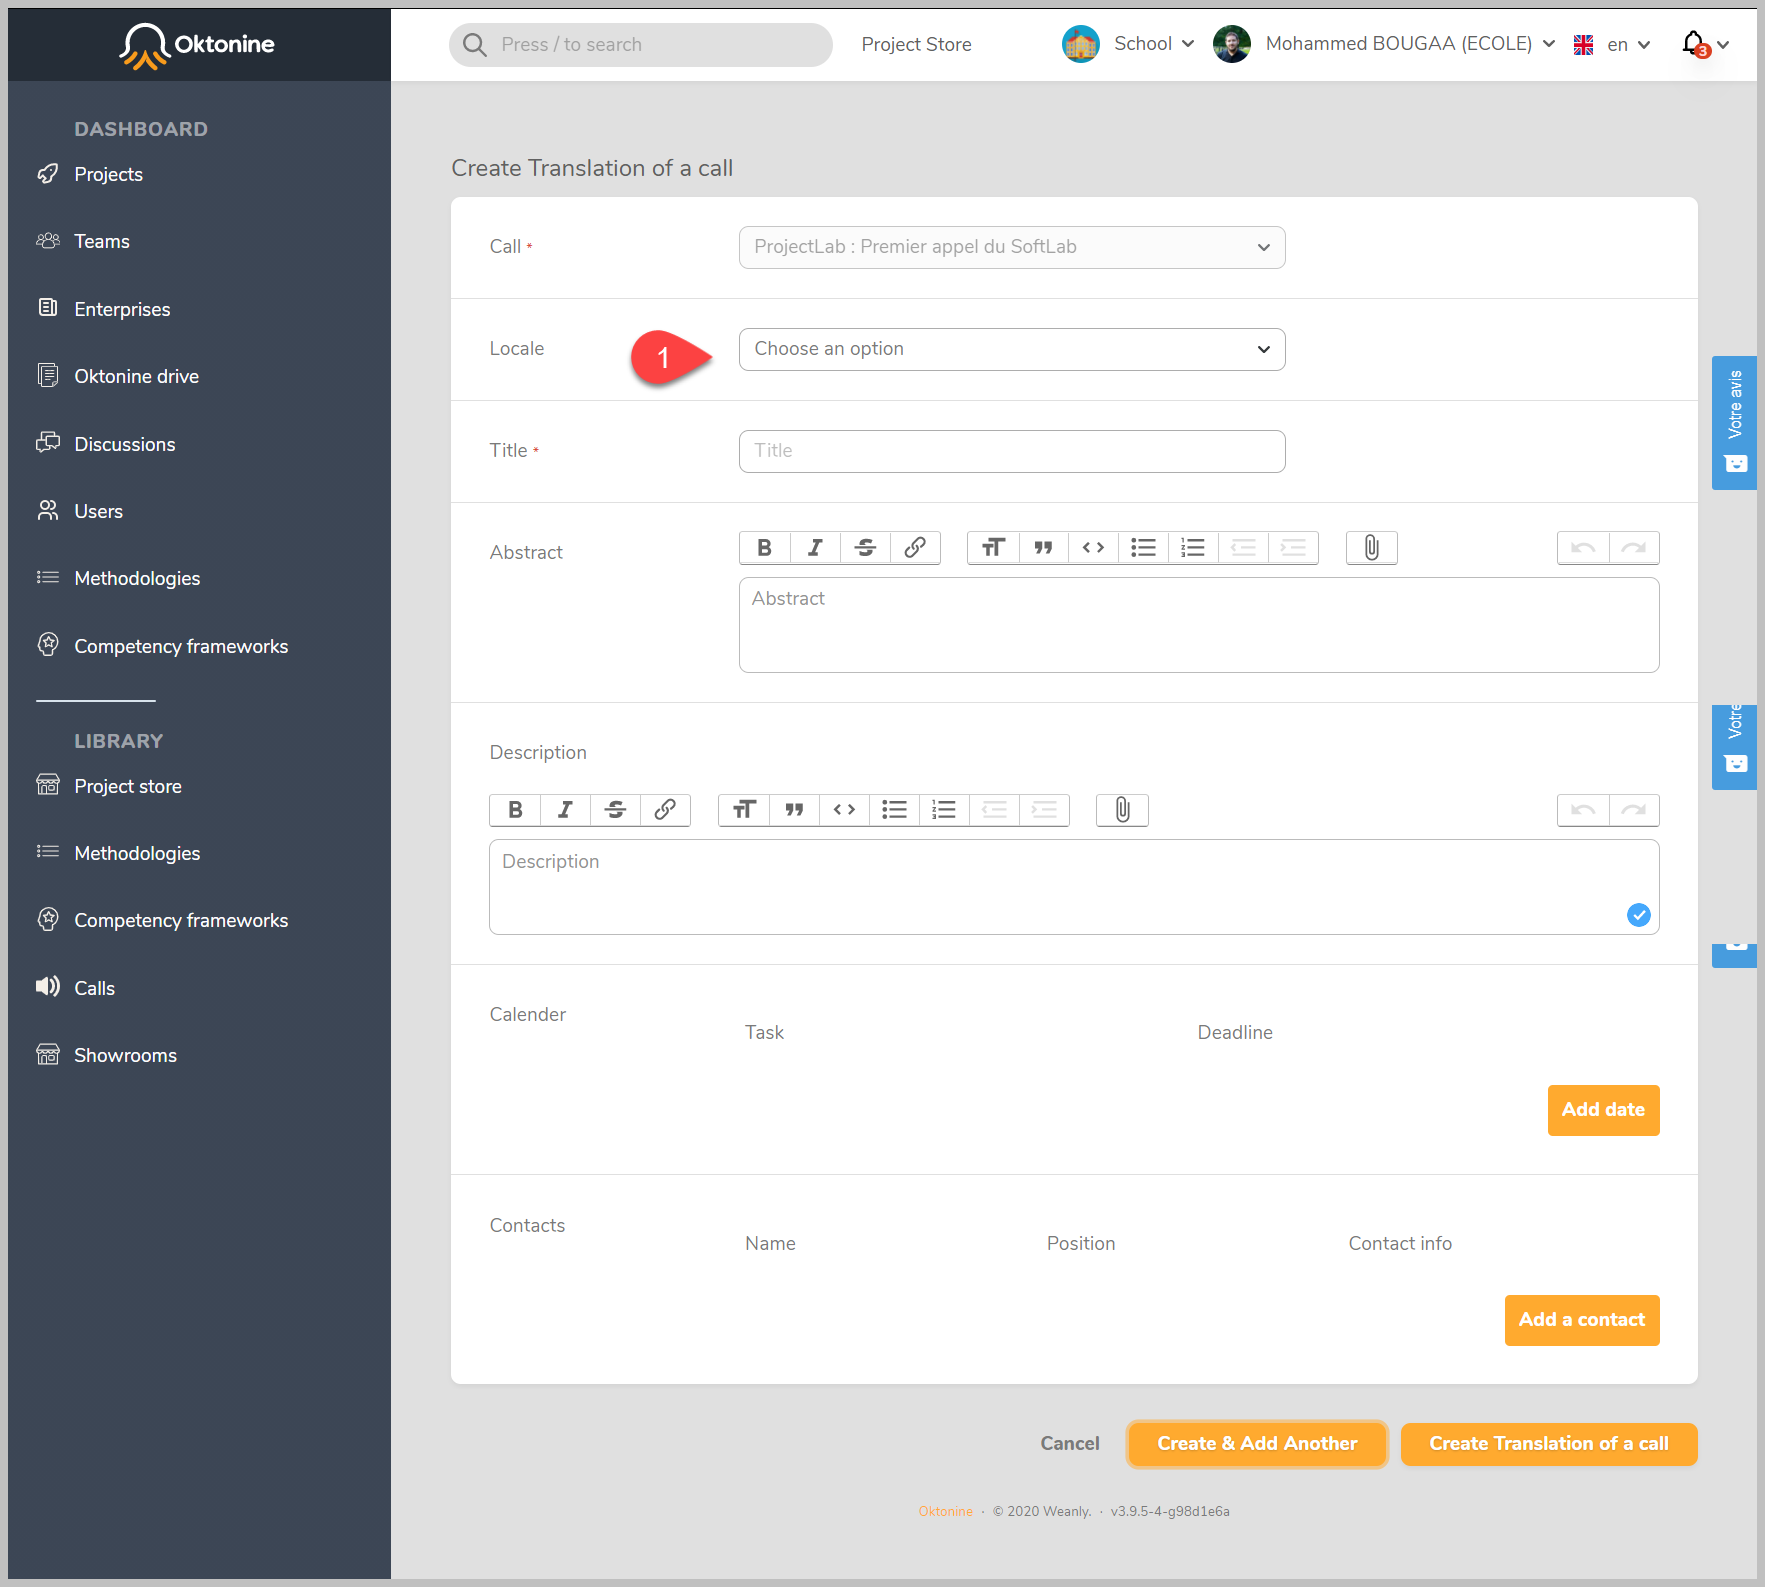 Oktonine
Press / to search
Project Store
School
Mohammed BOUGAA (ECOLE)
en
3
DASHBOARD
Projects
Teams
Enterprises
Oktonine drive
Discussions
Users
Methodologies
Competency frameworks
LIBRARY
Project store
Methodologies
Competency frameworks
Calls
Showrooms
Create Translation of a call
Call *
ProjectLab : Premier appel du SoftLab
Locale
1
Choose an option
Title *
Title
Abstract
Abstract
Description
Description
Calender
Task
Deadline
Add date
Contacts
Name
Position
Contact info
Add a contact
Cancel
Create & Add Another
Create Translation of a call
Oktonine · © 2020 Weanly. · v3.9.5-4-g98d1e6a
Votre avis
Votre